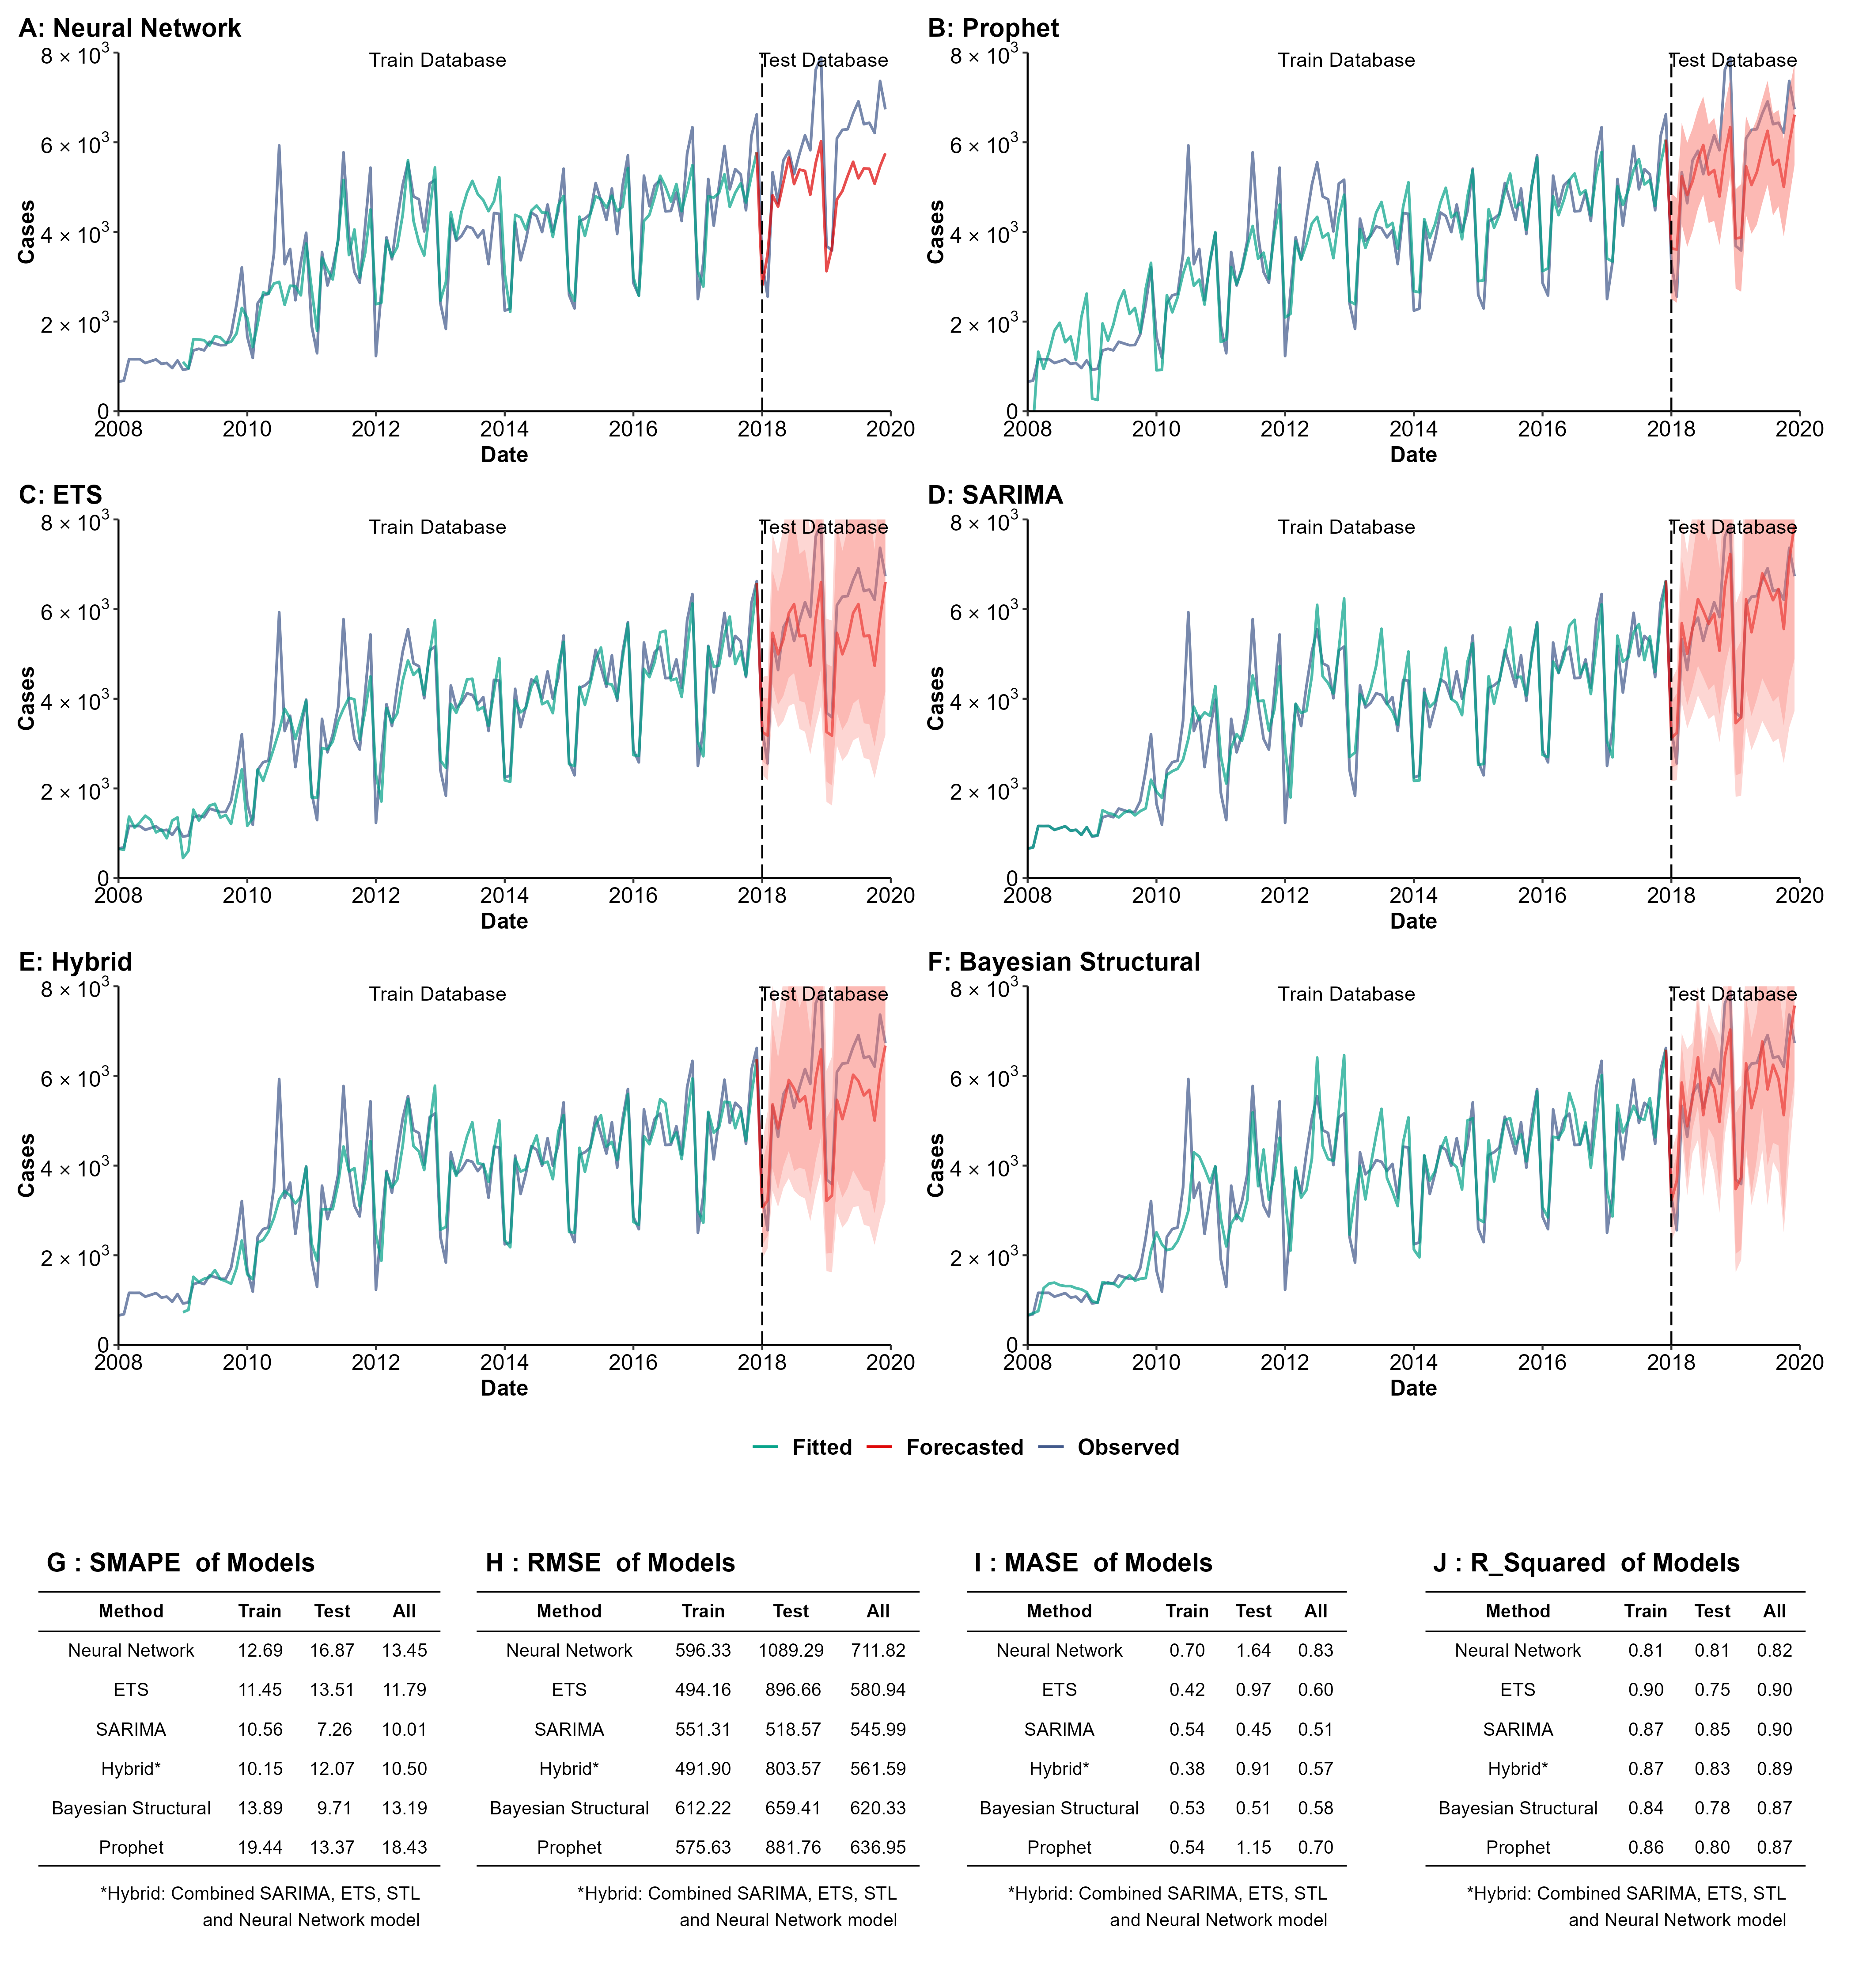 A: Neural Network
Train Database
Test Database
8 × 10³
6 × 10³
4 × 10³
2 × 10³
0
Cases
2008 2010 2012 2014 2016 2018 2020
Date
B: Prophet
Train Database
Test Database
8 × 10³
6 × 10³
4 × 10³
2 × 10³
0
Cases
2008 2010 2012 2014 2016 2018 2020
Date
C: ETS
Train Database
Test Database
8 × 10³
6 × 10³
4 × 10³
2 × 10³
0
Cases
2008 2010 2012 2014 2016 2018 2020
Date
D: SARIMA
Train Database
Test Database
8 × 10³
6 × 10³
4 × 10³
2 × 10³
0
Cases
2008 2010 2012 2014 2016 2018 2020
Date
E: Hybrid
Train Database
Test Database
8 × 10³
6 × 10³
4 × 10³
2 × 10³
0
Cases
2008 2010 2012 2014 2016 2018 2020
Date
F: Bayesian Structural
Train Database
Test Database
8 × 10³
6 × 10³
4 × 10³
2 × 10³
0
Cases
2008 2010 2012 2014 2016 2018 2020
Date
Fitted Forecasted Observed
G : SMAPE of Models
Method Train Test All
Neural Network 12.69 16.87 13.45
ETS 11.45 13.51 11.79
SARIMA 10.56 7.26 10.01
Hybrid* 10.15 12.07 10.50
Bayesian Structural 13.89 9.71 13.19
Prophet 19.44 13.37 18.43
*Hybrid: Combined SARIMA, ETS, STL
and Neural Network model
H : RMSE of Models
Method Train Test All
Neural Network 596.33 1089.29 711.82
ETS 494.16 896.66 580.94
SARIMA 551.31 518.57 545.99
Hybrid* 491.90 803.57 561.59
Bayesian Structural 612.22 659.41 620.33
Prophet 575.63 881.76 636.95
*Hybrid: Combined SARIMA, ETS, STL
and Neural Network model
I : MASE of Models
Method Train Test All
Neural Network 0.70 1.64 0.83
ETS 0.42 0.97 0.60
SARIMA 0.54 0.45 0.51
Hybrid* 0.38 0.91 0.57
Bayesian Structural 0.53 0.51 0.58
Prophet 0.54 1.15 0.70
*Hybrid: Combined SARIMA, ETS, STL
and Neural Network model
J : R_Squared of Models
Method Train Test All
Neural Network 0.81 0.81 0.82
ETS 0.90 0.75 0.90
SARIMA 0.87 0.85 0.90
Hybrid* 0.87 0.83 0.89
Bayesian Structural 0.84 0.78 0.87
Prophet 0.86 0.80 0.87
*Hybrid: Combined SARIMA, ETS, STL
and Neural Network model